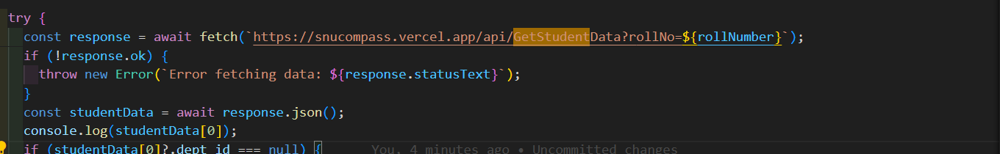 try {
const response = await fetch(`https://snucompass.vercel.app/api/GetStudentData?rollNo=${rollNumber}`);
if (!response.ok) {
throw new Error(`Error fetching data: ${response.statusText}`);
}
const studentData = await response.json();
console.log(studentData[0]);
if (studentData[0]?.dept_id === null) { You, 4 minutes ago • Uncommitted changes